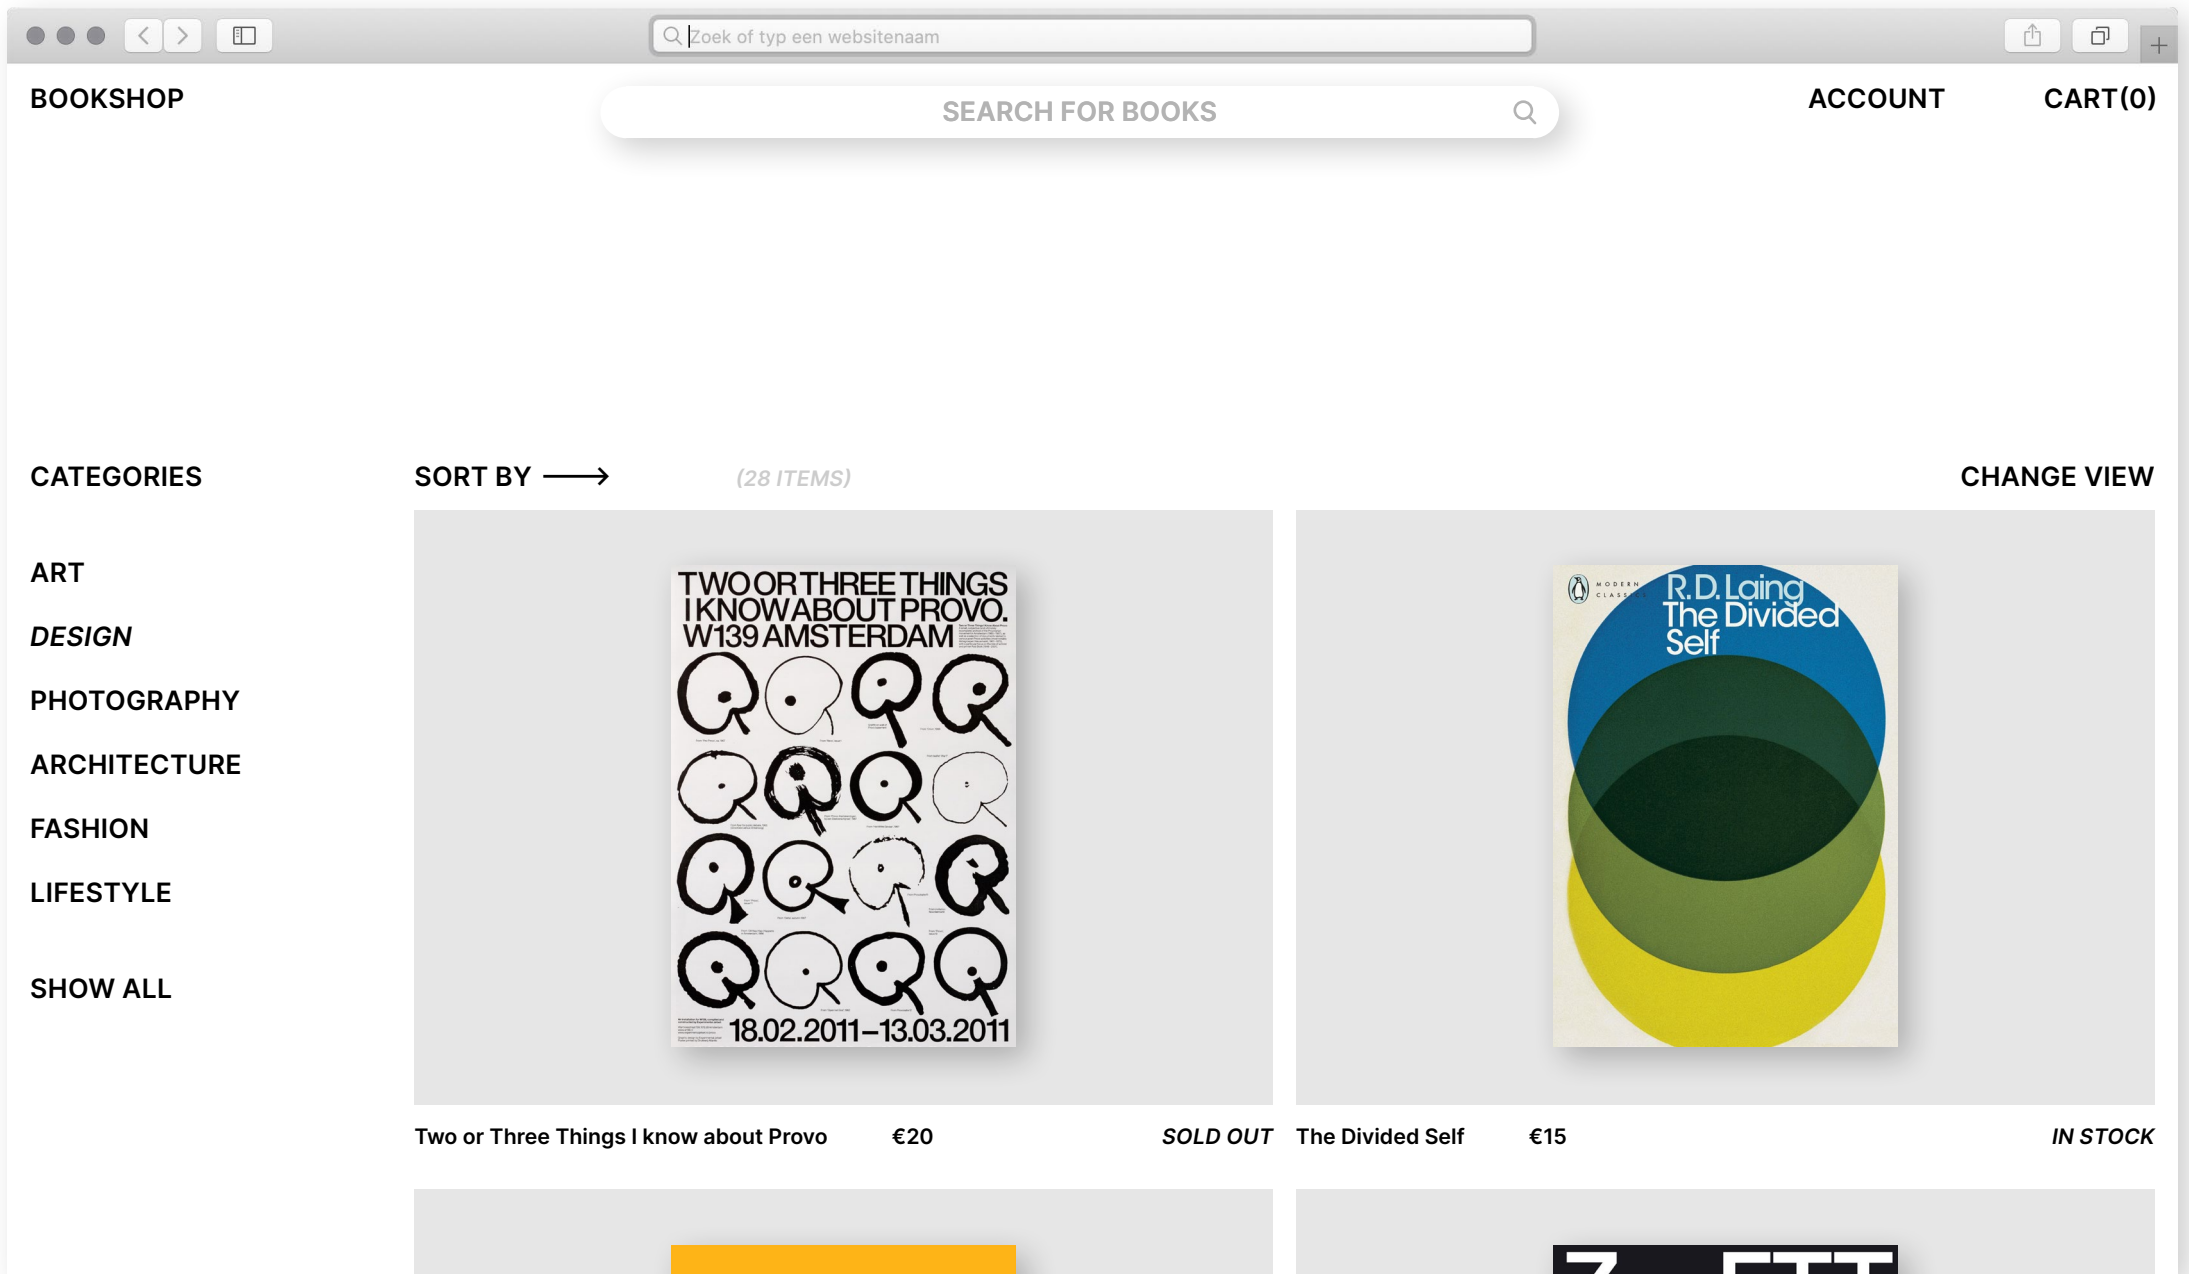 Zoek of typ een websitenaam
BOOKSHOP
SEARCH FOR BOOKS
ACCOUNT
CART(0)
CATEGORIES
SORT BY
(28 ITEMS)
CHANGE VIEW
ART
DESIGN
PHOTOGRAPHY
ARCHITECTURE
FASHION
LIFESTYLE
SHOW ALL
TWO OR THREE THINGS
I KNOW ABOUT PROVO.
W139 AMSTERDAM
18.02.2011–13.03.2011
MODERN
R.D. Laing
The Divided
Self
Two or Three Things I know about Provo
€20
SOLD OUT
The Divided Self
€15
IN STOCK